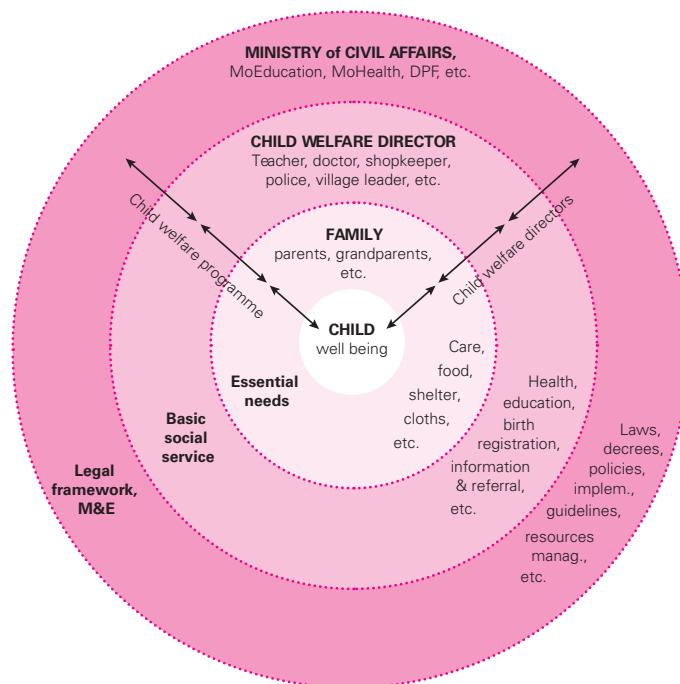 MINISTRY of CIVIL AFFAIRS,
MoEducation, MoHealth, DPF, etc.
CHILD WELFARE DIRECTOR
Teacher, doctor, shopkeeper,
police, village leader, etc.
Child welfare programme
Child welfare directors
FAMILY
parents, grandparents,
etc.
CHILD
well being
Essential
needs
Care,
food,
shelter,
cloths,
etc.
Basic
social
service
Health,
education,
birth
registration,
information
& referral,
etc.
Legal
framework,
M&E
Laws,
decrees,
policies,
implem.,
guidelines,
resources
manag.,
etc.